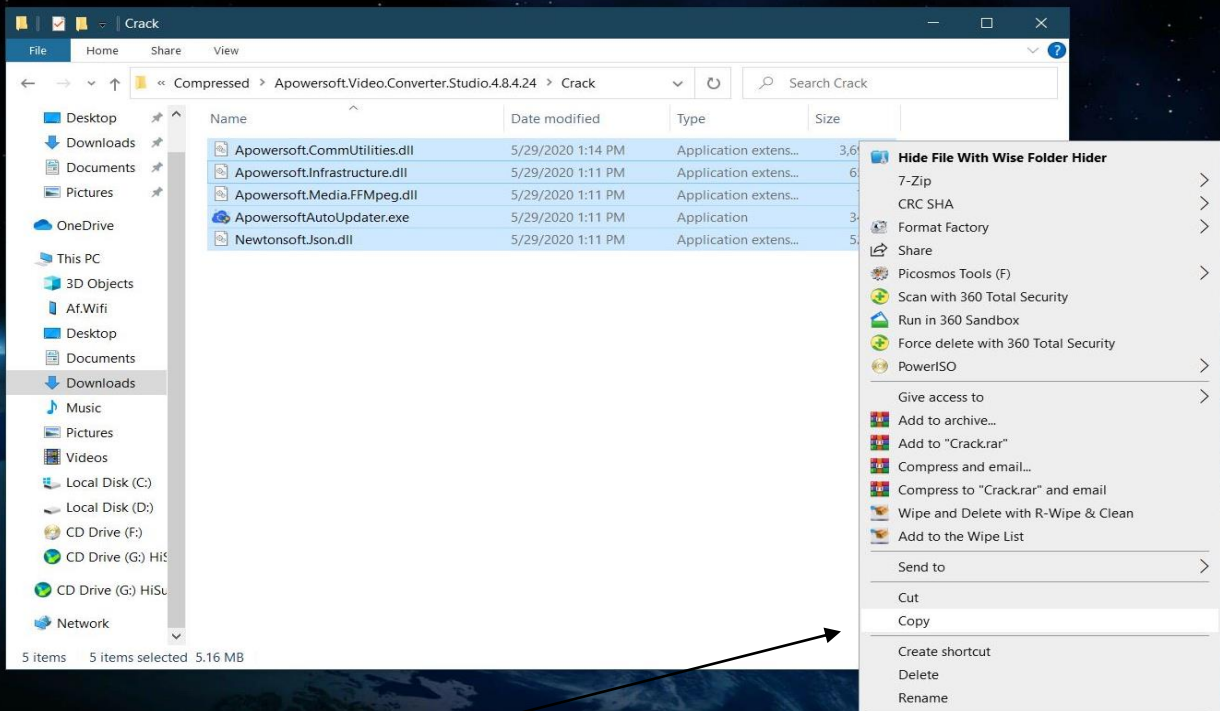 Crack
File Home Share View
« Compressed > Apowersoft.Video.Converter.Studio.4.8.4.24 > Crack Search Crack
Name Date modified Type Size
Apowersoft.CommUtilities.dll 5/29/2020 1:14 PM Application extens...
Apowersoft.Infrastructure.dll 5/29/2020 1:11 PM Application extens...
Apowersoft.Media.FFMpeg.dll 5/29/2020 1:11 PM Application extens...
ApowersoftAutoUpdater.exe 5/29/2020 1:11 PM Application
Newtonsoft.Json.dll 5/29/2020 1:11 PM Application extens...
Desktop
Downloads
Documents
Pictures
OneDrive
This PC
3D Objects
Af.Wifi
Desktop
Documents
Downloads
Music
Pictures
Videos
Local Disk (C:)
Local Disk (D:)
CD Drive (F:)
CD Drive (G:) HiS
CD Drive (G:) HiSu
Network
5 items 5 items selected 5.16 MB
Hide File With Wise Folder Hider
7-Zip
CRC SHA
Format Factory
Share
Picosmos Tools (F)
Scan with 360 Total Security
Run in 360 Sandbox
Force delete with 360 Total Security
PowerISO
Give access to
Add to archive...
Add to "Crack.rar"
Compress and email...
Compress to "Crack.rar" and email
Wipe and Delete with R-Wipe & Clean
Add to the Wipe List
Send to
Cut
Copy
Create shortcut
Delete
Rename